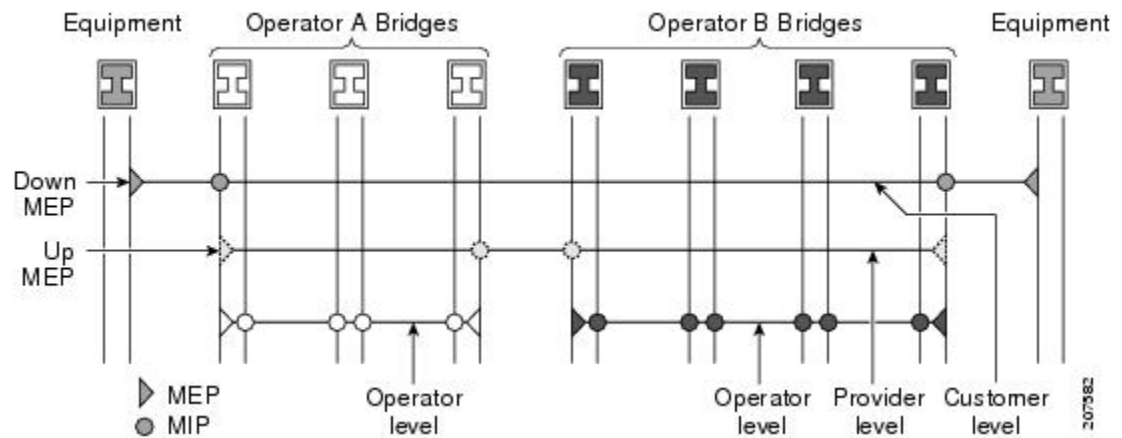 Equipment
Operator A Bridges
Operator B Bridges
Equipment
Down
MEP
Up
MEP
MEP
MIP
Operator
level
Operator
level
Provider
level
Customer
level
207582